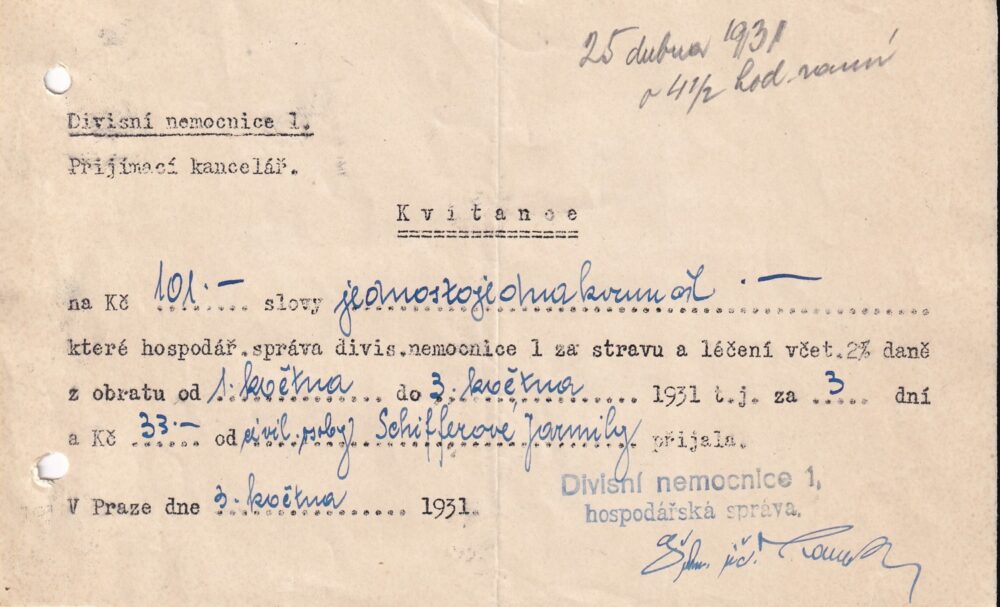 25 dubna 1931
o 4 1/2 hod. ranní
Divisní nemocnice 1.
Přijímací kancelář.
Kvitance
na Kč 101.— slovy jednostojednakorun .—
které hospodář.správa divis.nemocnice 1 za stravu a léčení včet.2% daně
z obratu od 1. května do 3. května 1931 t.j. za 3 dní
a Kč 33.— od civil. osoby Schifferové Jarmily přijala.
V Praze dne 3. května 1931.
Divisní nemocnice 1,
hospodářská správa.